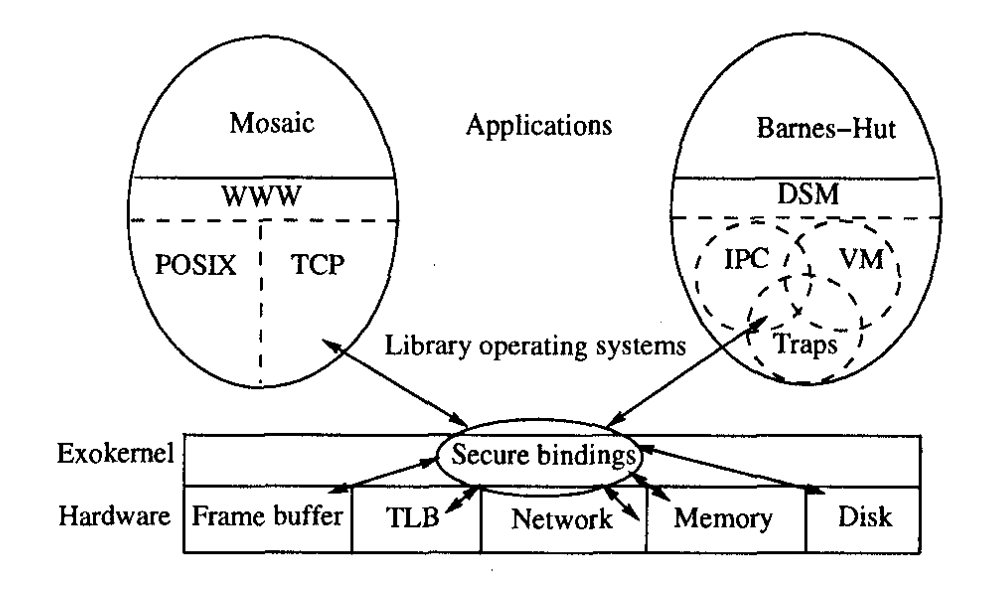 Mosaic
Applications
Barnes–Hut
WWW
DSM
POSIX
TCP
IPC
VM
Library operating systems
Traps
Exokernel
Secure bindings
Hardware
Frame buffer
TLB
Network
Memory
Disk